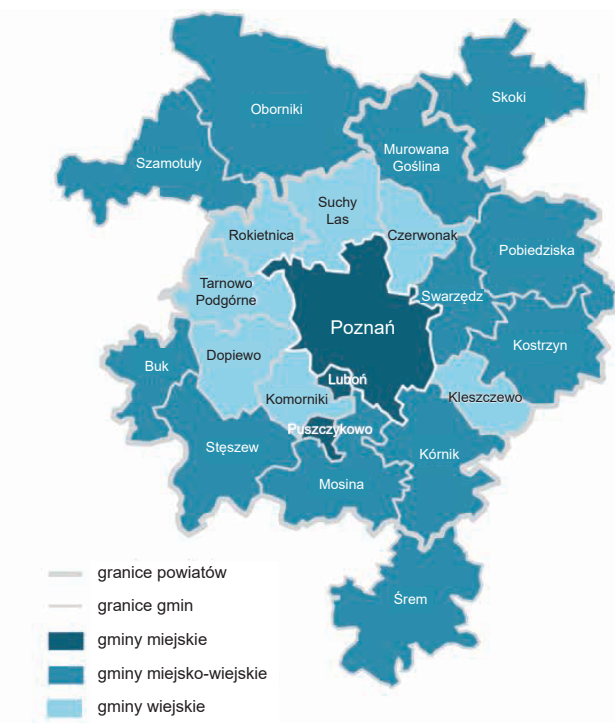 Skoki
Oborniki
Murowana
Goślina
Szamotuły
Suchy
Las
Rokietnica
Czerwonak
Pobiedziska
Tarnowo
Podgórne
Swarzędz
Poznań
Kostrzyn
Dopiewo
Buk
Luboń
Komorniki
Kleszczewo
Puszczykowo
Stęszew
Kórnik
Mosina
Śrem
granice powiatów
granice gmin
gminy miejskie
gminy miejsko-wiejskie
gminy wiejskie